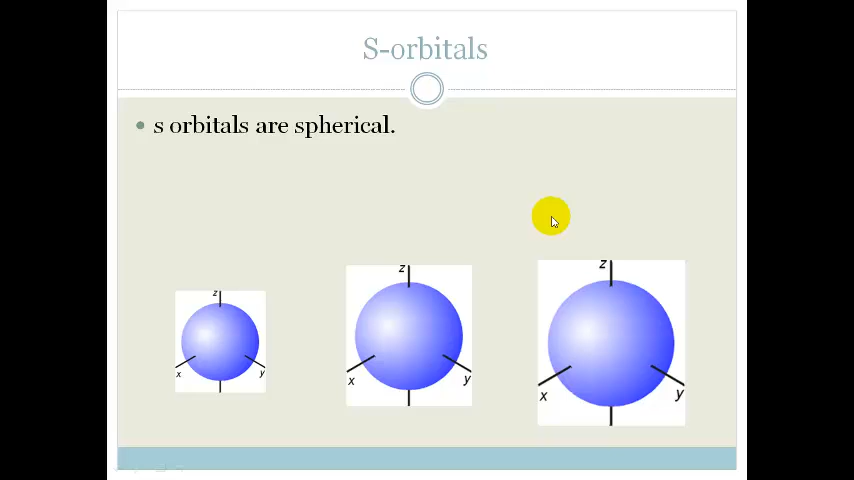 S-orbitals
s orbitals are spherical.
z
x
y
z
x
y
z
x
y